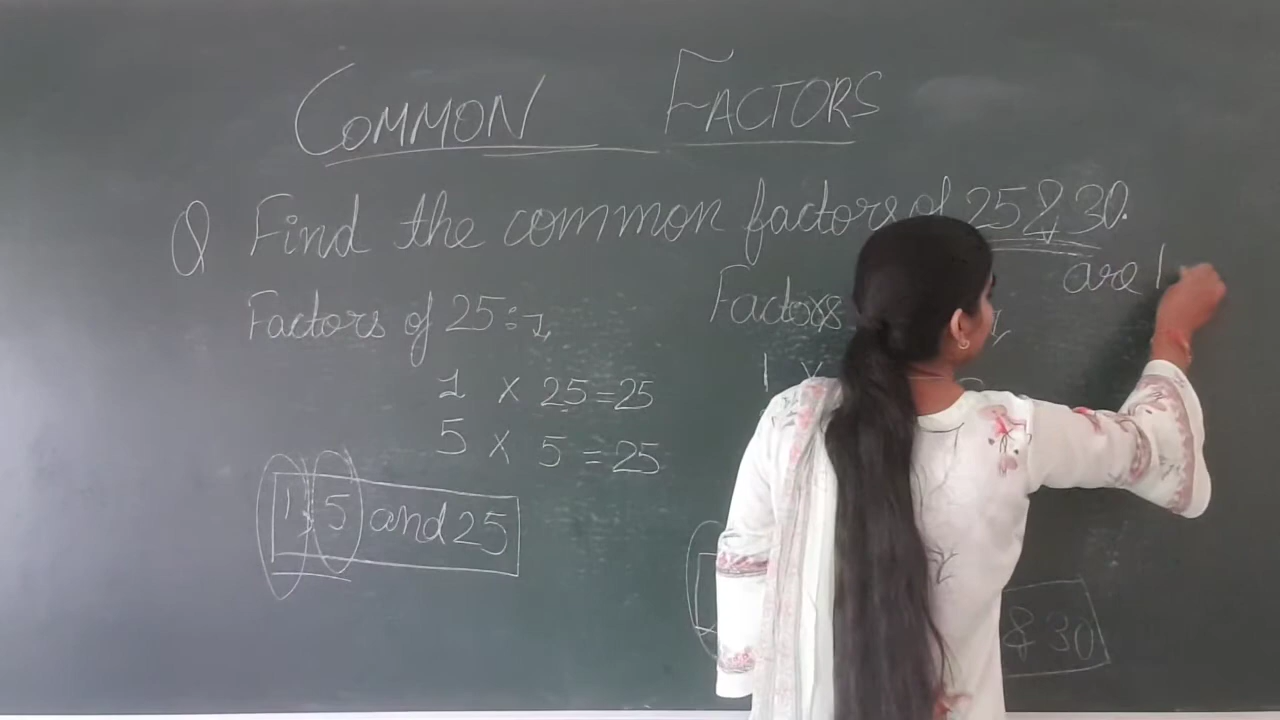 COMMON FACTORS
Q Find the common factors of 25 & 30.
are 1
Factors of 25:-
Factors
1 X 25 = 25
1 X
5 X 5 = 25
1, 5 and 25
& 30